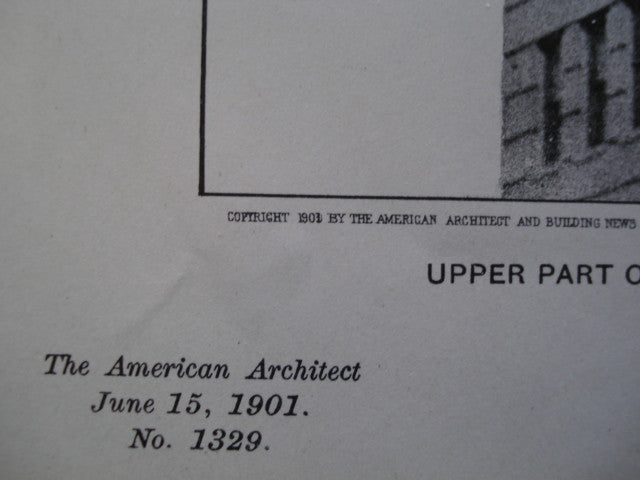 COPYRIGHT 1901 BY THE AMERICAN ARCHITECT AND BUILDING NEWS
UPPER PART O
The American Architect
June 15, 1901.
No. 1329.